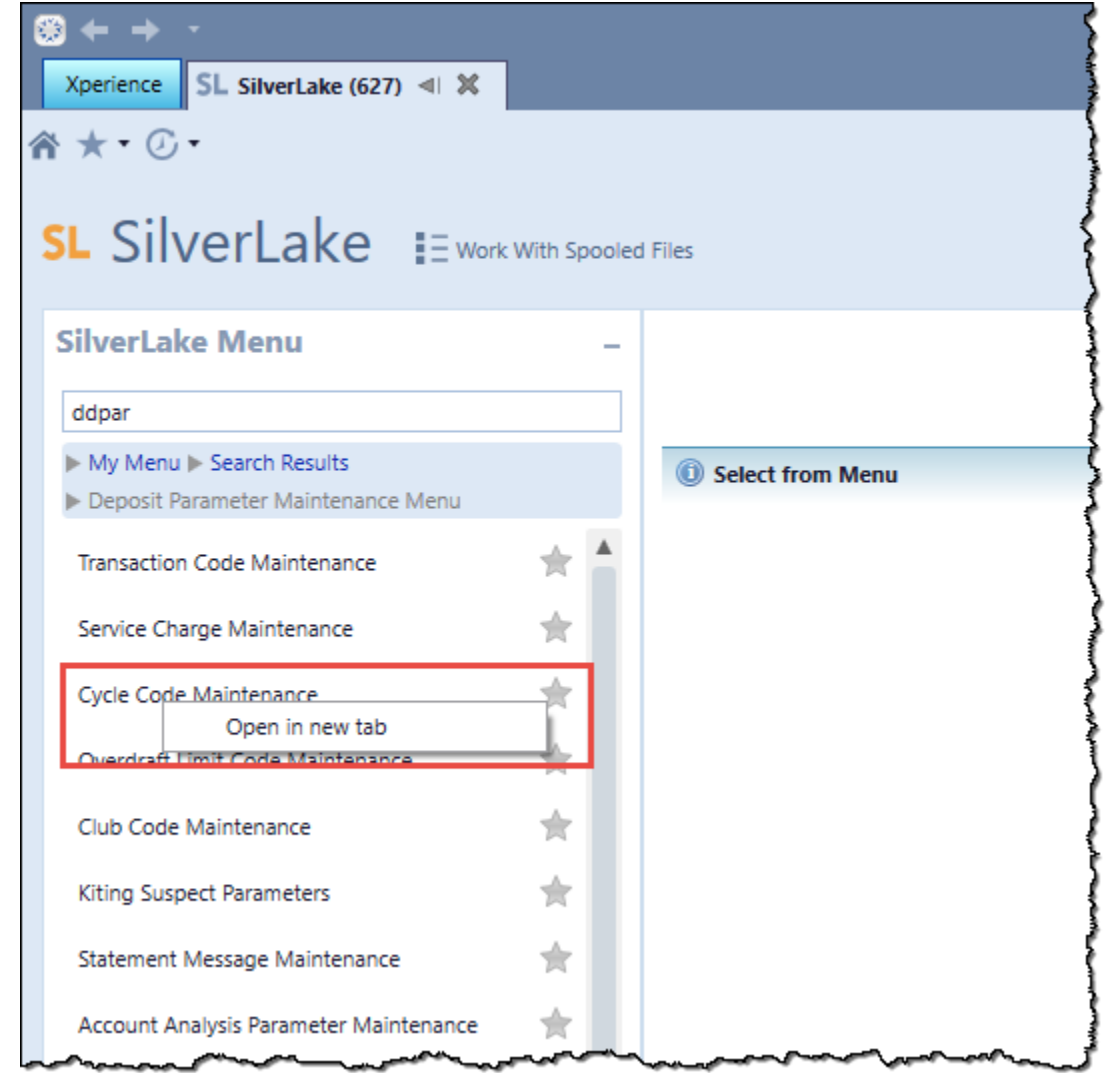 Xperience SL SilverLake (627)
SL SilverLake Work With Spooled Files
SilverLake Menu
ddpar
My Menu Search Results
Deposit Parameter Maintenance Menu
Select from Menu
Transaction Code Maintenance
Service Charge Maintenance
Cycle Code Maintenance
Open in new tab
Overdraft Limit Code Maintenance
Club Code Maintenance
Kiting Suspect Parameters
Statement Message Maintenance
Account Analysis Parameter Maintenance